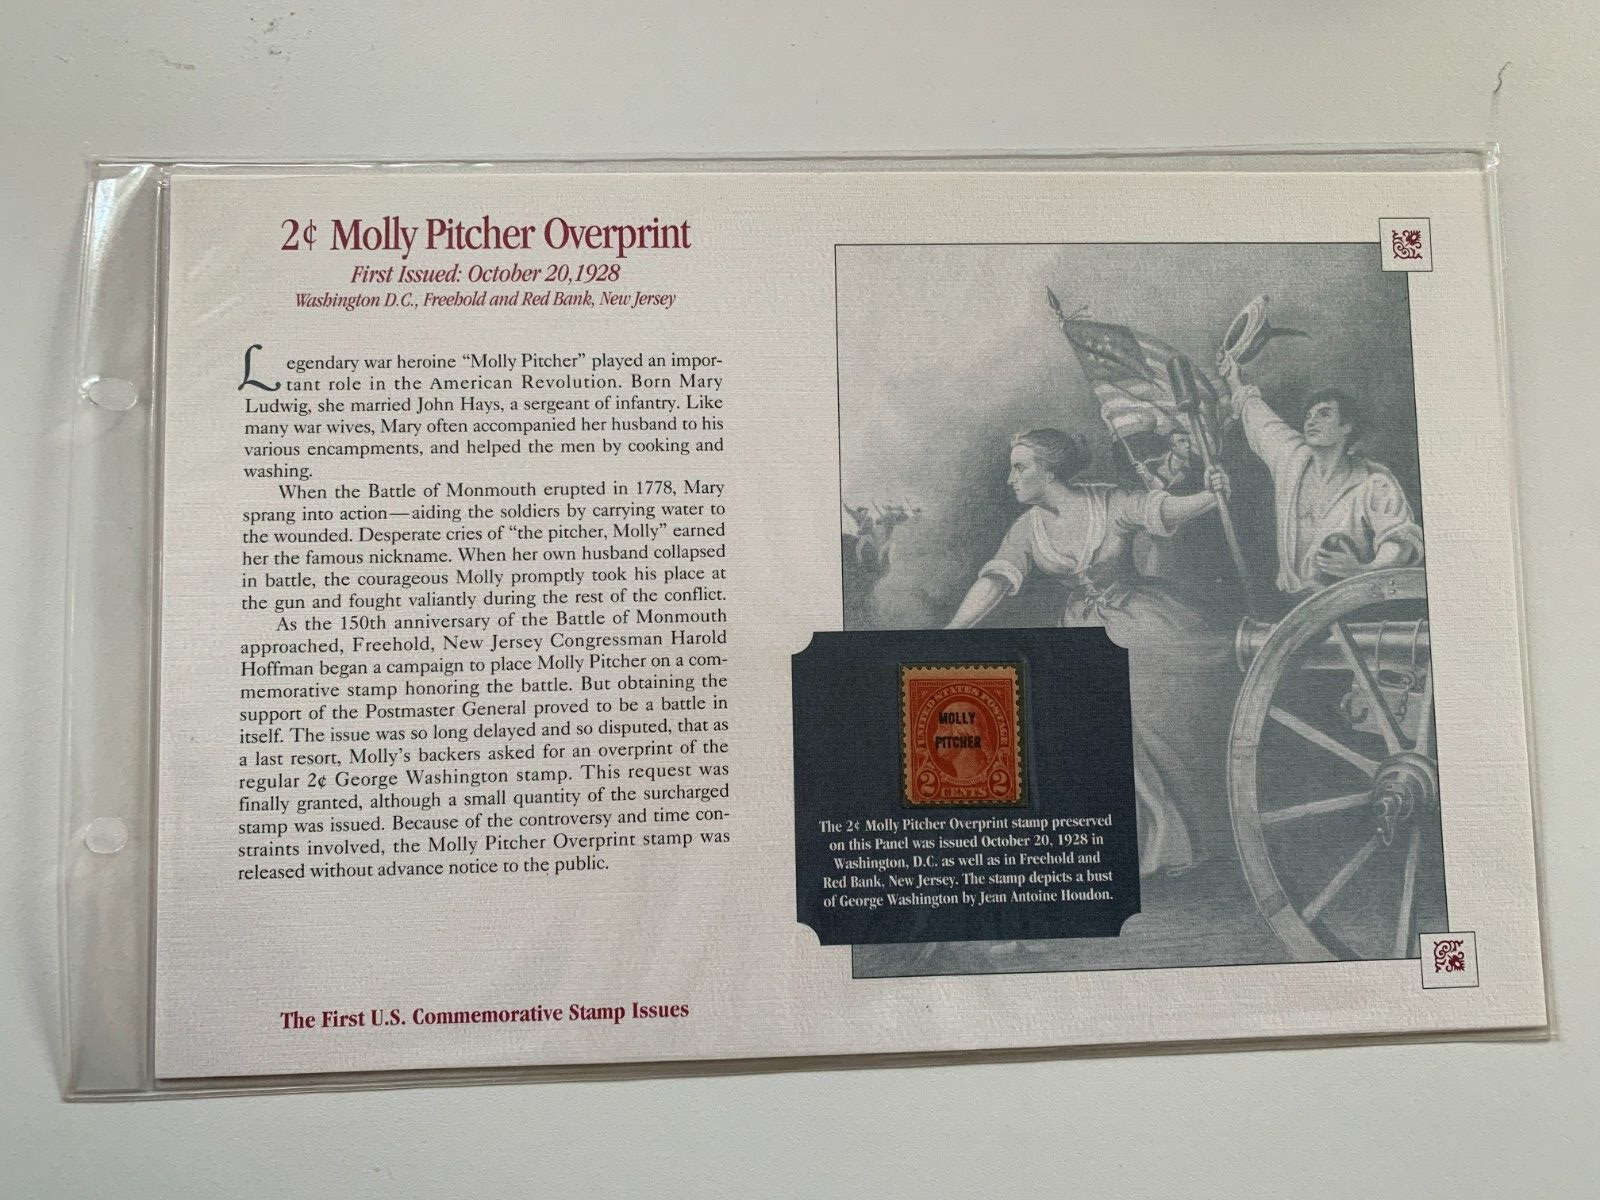 2¢ Molly Pitcher Overprint
First Issued: October 20, 1928
Washington D.C., Freehold and Red Bank, New Jersey
Legendary war heroine “Molly Pitcher” played an impor-
tant role in the American Revolution. Born Mary
Ludwig, she married John Hays, a sergeant of infantry. Like
many war wives, Mary often accompanied her husband to his
various encampments, and helped the men by cooking and
washing.
When the Battle of Monmouth erupted in 1778, Mary
sprang into action—aiding the soldiers by carrying water to
the wounded. Desperate cries of “the pitcher, Molly” earned
her the famous nickname. When her own husband collapsed
in battle, the courageous Molly promptly took his place at
the gun and fought valiantly during the rest of the conflict.
As the 150th anniversary of the Battle of Monmouth
approached, Freehold, New Jersey Congressman Harold
Hoffman began a campaign to place Molly Pitcher on a com-
memorative stamp honoring the battle. But obtaining the
support of the Postmaster General proved to be a battle in
itself. The issue was so long delayed and so disputed, that as
a last resort, Molly’s backers asked for an overprint of the
regular 2¢ George Washington stamp. This request was
finally granted, although a small quantity of the surcharged
stamp was issued. Because of the controversy and time con-
straints involved, the Molly Pitcher Overprint stamp was
released without advance notice to the public.
The First U.S. Commemorative Stamp Issues
UNITED STATES POSTAGE
MOLLY
PITCHER
2 CENTS 2
The 2¢ Molly Pitcher Overprint stamp preserved
on this Panel was issued October 20, 1928 in
Washington, D.C. as well as in Freehold and
Red Bank, New Jersey. The stamp depicts a bust
of George Washington by Jean Antoine Houdon.